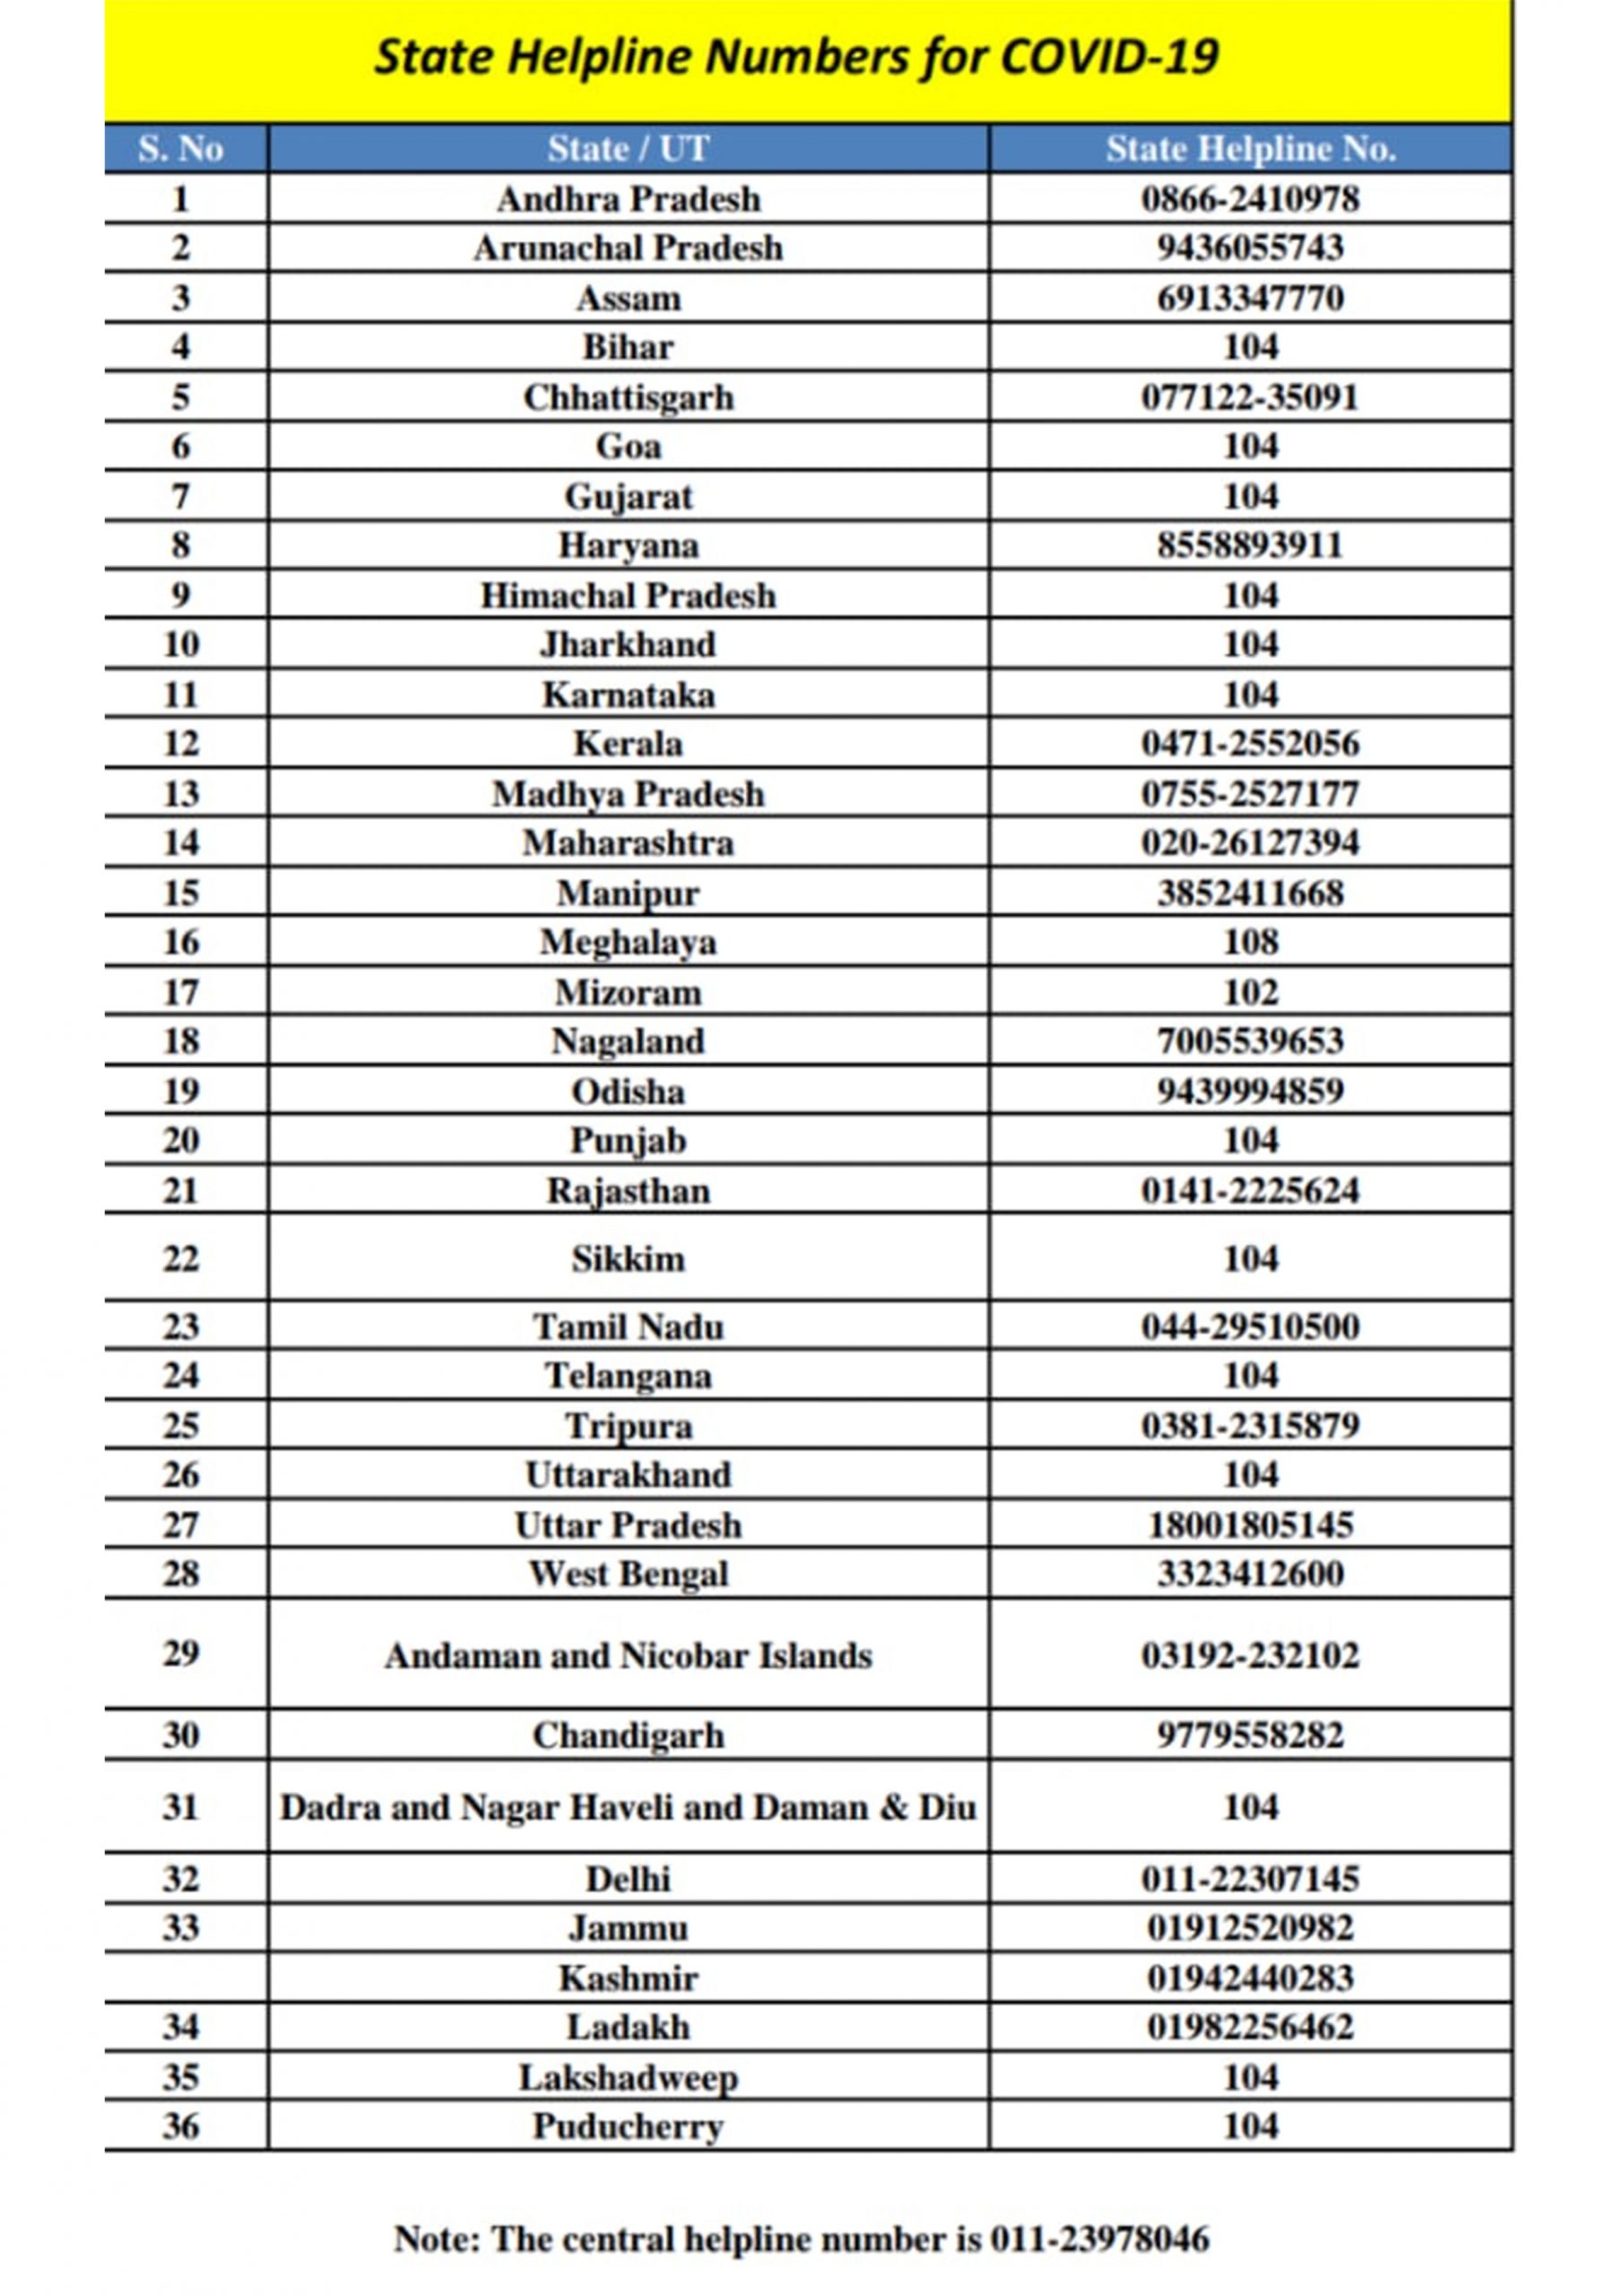 State Helpline Numbers for COVID-19
S. No State / UT State Helpline No.
1 Andhra Pradesh 0866-2410978
2 Arunachal Pradesh 9436055743
3 Assam 6913347770
4 Bihar 104
5 Chhattisgarh 077122-35091
6 Goa 104
7 Gujarat 104
8 Haryana 8558893911
9 Himachal Pradesh 104
10 Jharkhand 104
11 Karnataka 104
12 Kerala 0471-2552056
13 Madhya Pradesh 0755-2527177
14 Maharashtra 020-26127394
15 Manipur 3852411668
16 Meghalaya 108
17 Mizoram 102
18 Nagaland 7005539653
19 Odisha 9439994859
20 Punjab 104
21 Rajasthan 0141-2225624
22 Sikkim 104
23 Tamil Nadu 044-29510500
24 Telangana 104
25 Tripura 0381-2315879
26 Uttarakhand 104
27 Uttar Pradesh 18001805145
28 West Bengal 3323412600
29 Andaman and Nicobar Islands 03192-232102
30 Chandigarh 9779558282
31 Dadra and Nagar Haveli and Daman & Diu 104
32 Delhi 011-22307145
33 Jammu 01912520982
Kashmir 01942440283
34 Ladakh 01982256462
35 Lakshadweep 104
36 Puducherry 104
Note: The central helpline number is 011-23978046